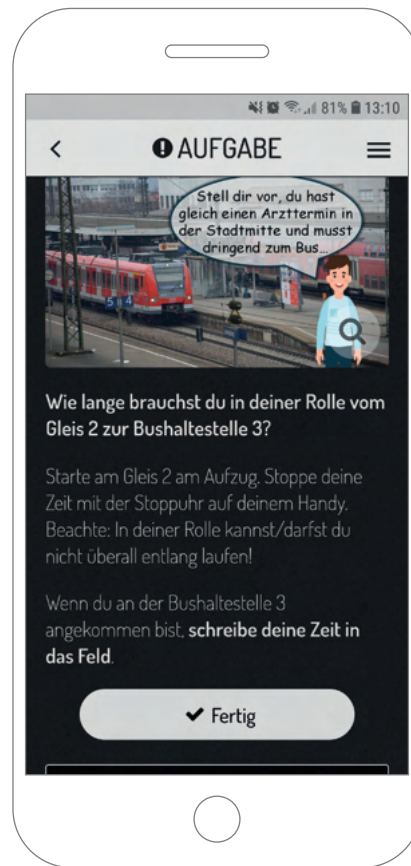 81% 13:10
AUFGABE
Stell dir vor, du hast
gleich einen Arzttermin in
der Stadtmitte und musst
dringend zum Bus...
5 4
Wie lange brauchst du in deiner Rolle vom
Gleis 2 zur Bushaltestelle 3?
Starte am Gleis 2 am Aufzug. Stoppe deine
Zeit mit der Stoppuhr auf deinem Handy.
Beachte: In deiner Rolle kannst/darfst du
nicht überall entlang laufen!
Wenn du an der Bushaltestelle 3
angekommen bist, schreibe deine Zeit in
das Feld.
Fertig